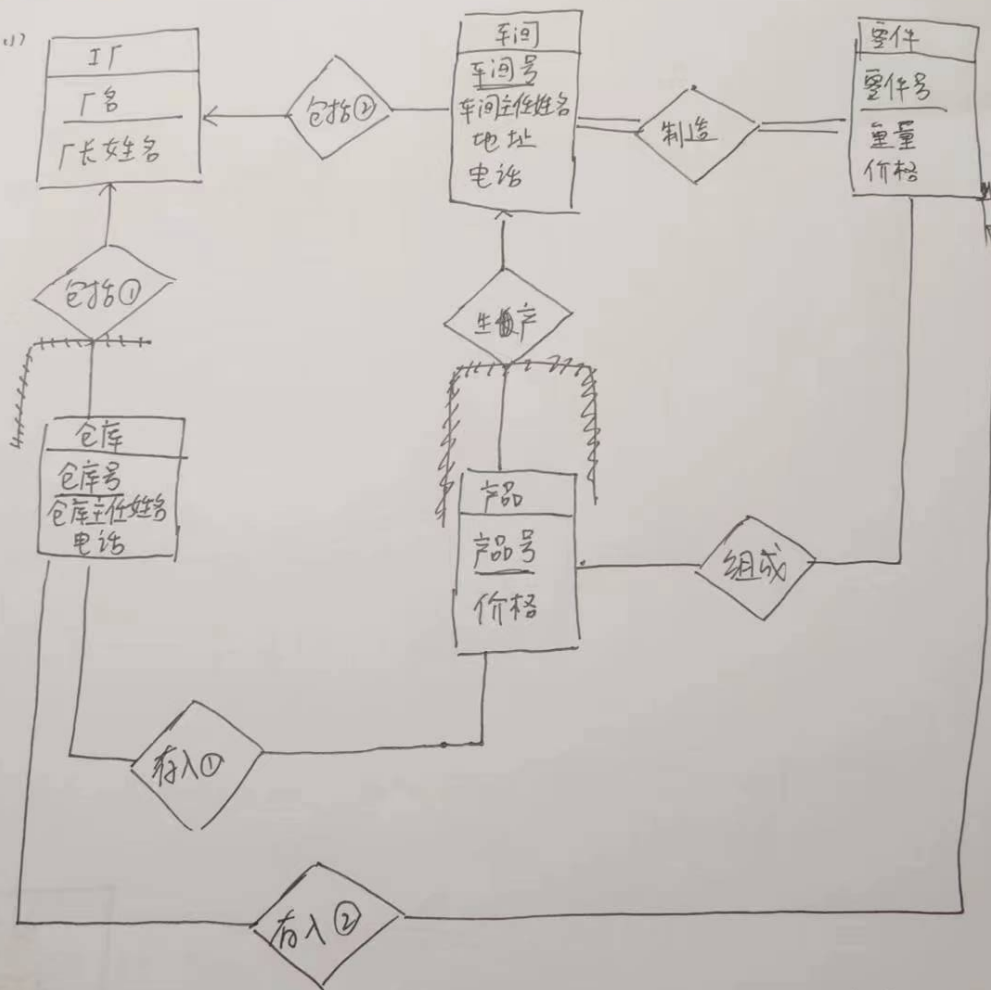 (1)
工厂
厂名
厂长姓名
包括②
车间
车间号
车间主任姓名
地址
电话
制造
零件
零件号
重量
价格
包括①
生产
仓库
仓库号
仓库主任姓名
电话
产品
产品号
价格
组成
存入①
存入②